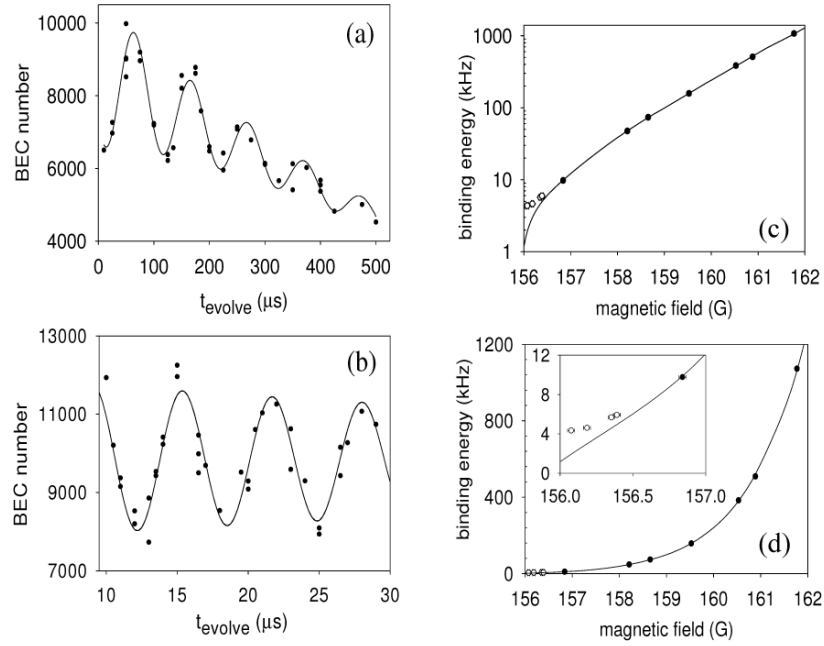 (a)
BEC number
10000
8000
6000
4000
0 100 200 300 400 500
t_evolve (μs)
(b)
BEC number
13000
11000
9000
7000
10 15 20 25 30
t_evolve (μs)
(c)
binding energy (kHz)
1000
100
10
1
156 157 158 159 160 161 162
magnetic field (G)
(d)
binding energy (kHz)
1200
800
400
0
12
8
4
0
156.0 156.5 157.0
156 157 158 159 160 161 162
magnetic field (G)